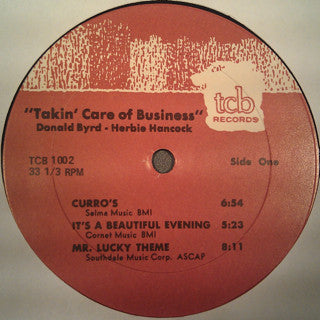 "Takin' Care of Business"
Donald Byrd - Herbie Hancock
tcb
RECORDS
TCB 1002
33 1/3 RPM
Side One
CURRO'S 6:54
Selma Music BMI
IT'S A BEAUTIFUL EVENING 5:23
Cornet Music BMI
MR. LUCKY THEME 8:11
Southdale Music Corp. ASCAP